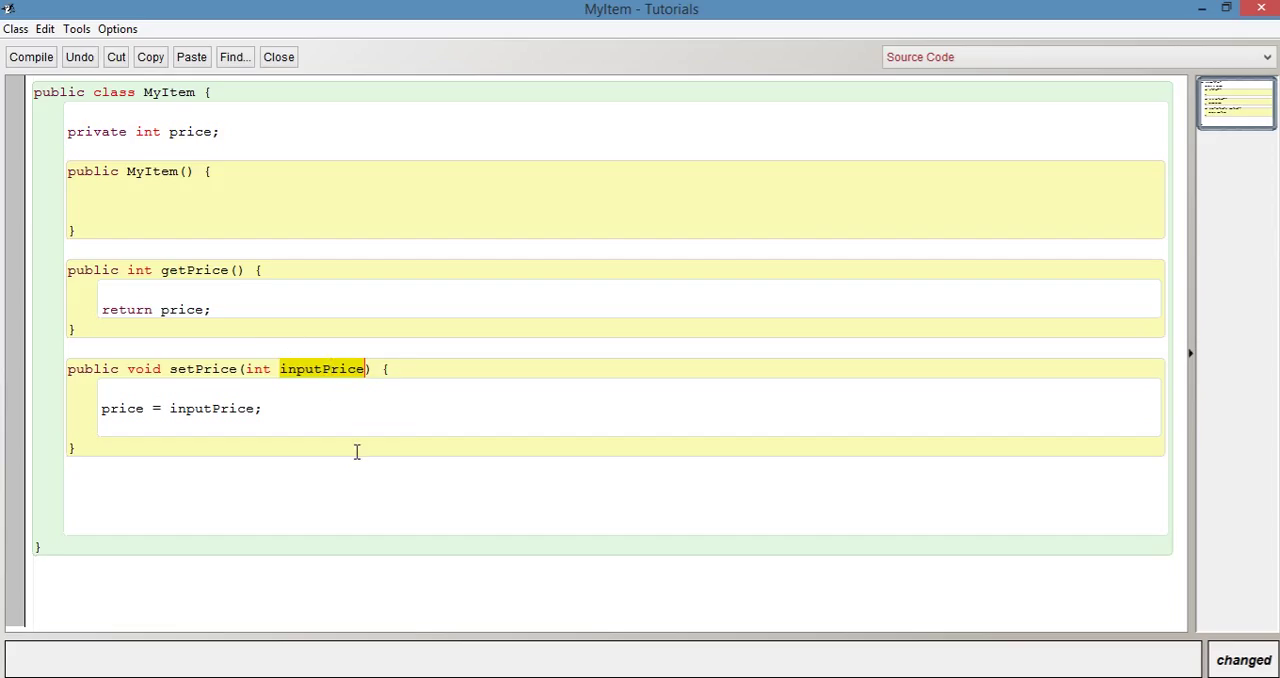 MyItem - Tutorials
Class Edit Tools Options
Compile Undo Cut Copy Paste Find... Close Source Code
public class MyItem {
private int price;
public MyItem() {
}
public int getPrice() {
return price;
}
public void setPrice(int inputPrice) {
price = inputPrice;
}
}
changed